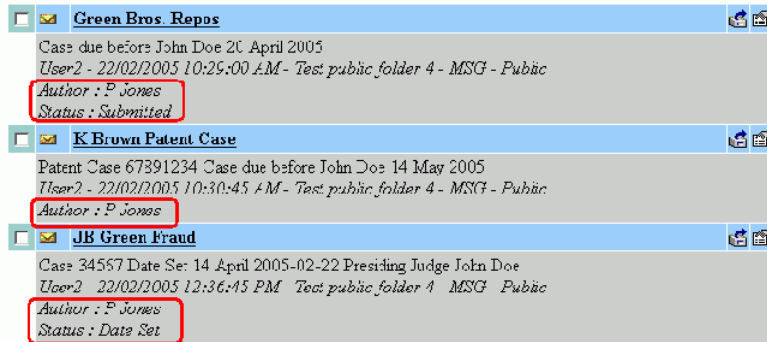 Green Bros. Repos
Case due before John Doe 20 April 2005
User2 - 22/02/2005 10:29:00 AM - Test public folder 4 - MSG - Public
Author : P Jones
Status : Submitted
K Brown Patent Case
Patent Case 67891234 Case due before John Doe 14 May 2005
User2 - 22/02/2005 10:30:45 AM - Test public folder 4 - MSG - Public
Author : P Jones
JB Green Fraud
Case 34567 Date Set 14 April 2005-02-22 Presiding Judge John Doe
User2 22/02/2005 12:36:45 PM Test public folder 4 MSG Public
Author : P Jones
Status : Date Set